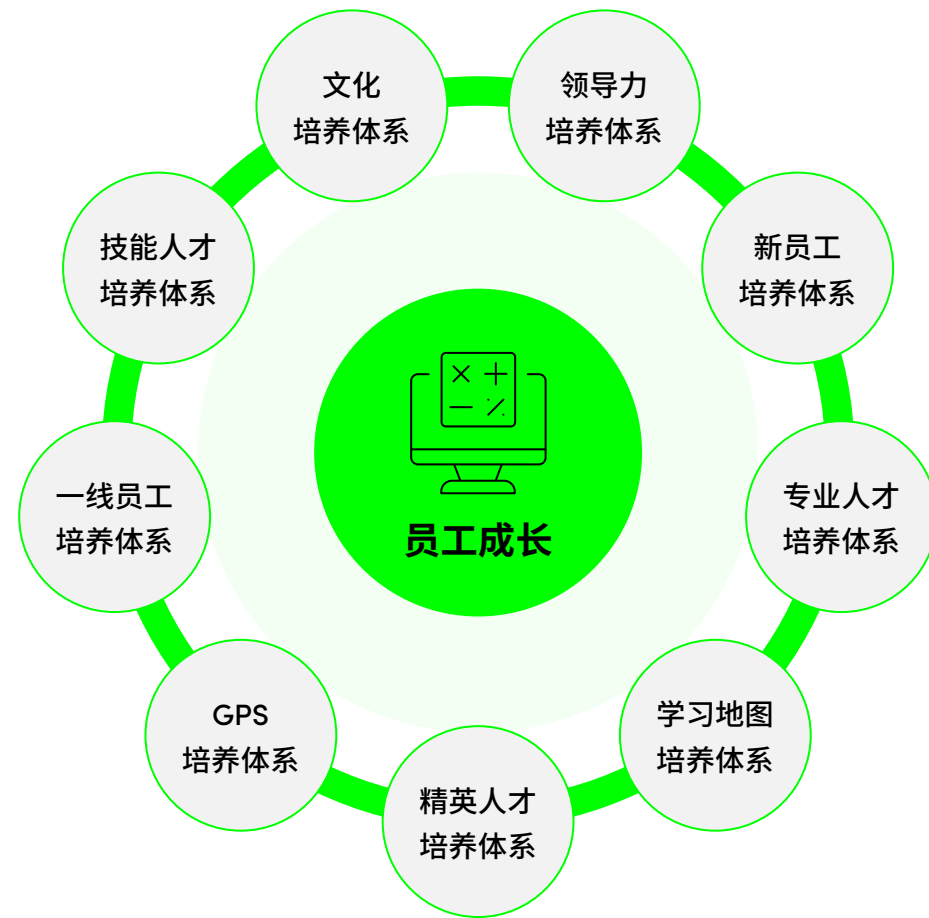 文化
培养体系
领导力
培养体系
技能人才
培养体系
新员工
培养体系
一线员工
培养体系
员工成长
专业人才
培养体系
GPS
培养体系
学习地图
培养体系
精英人才
培养体系